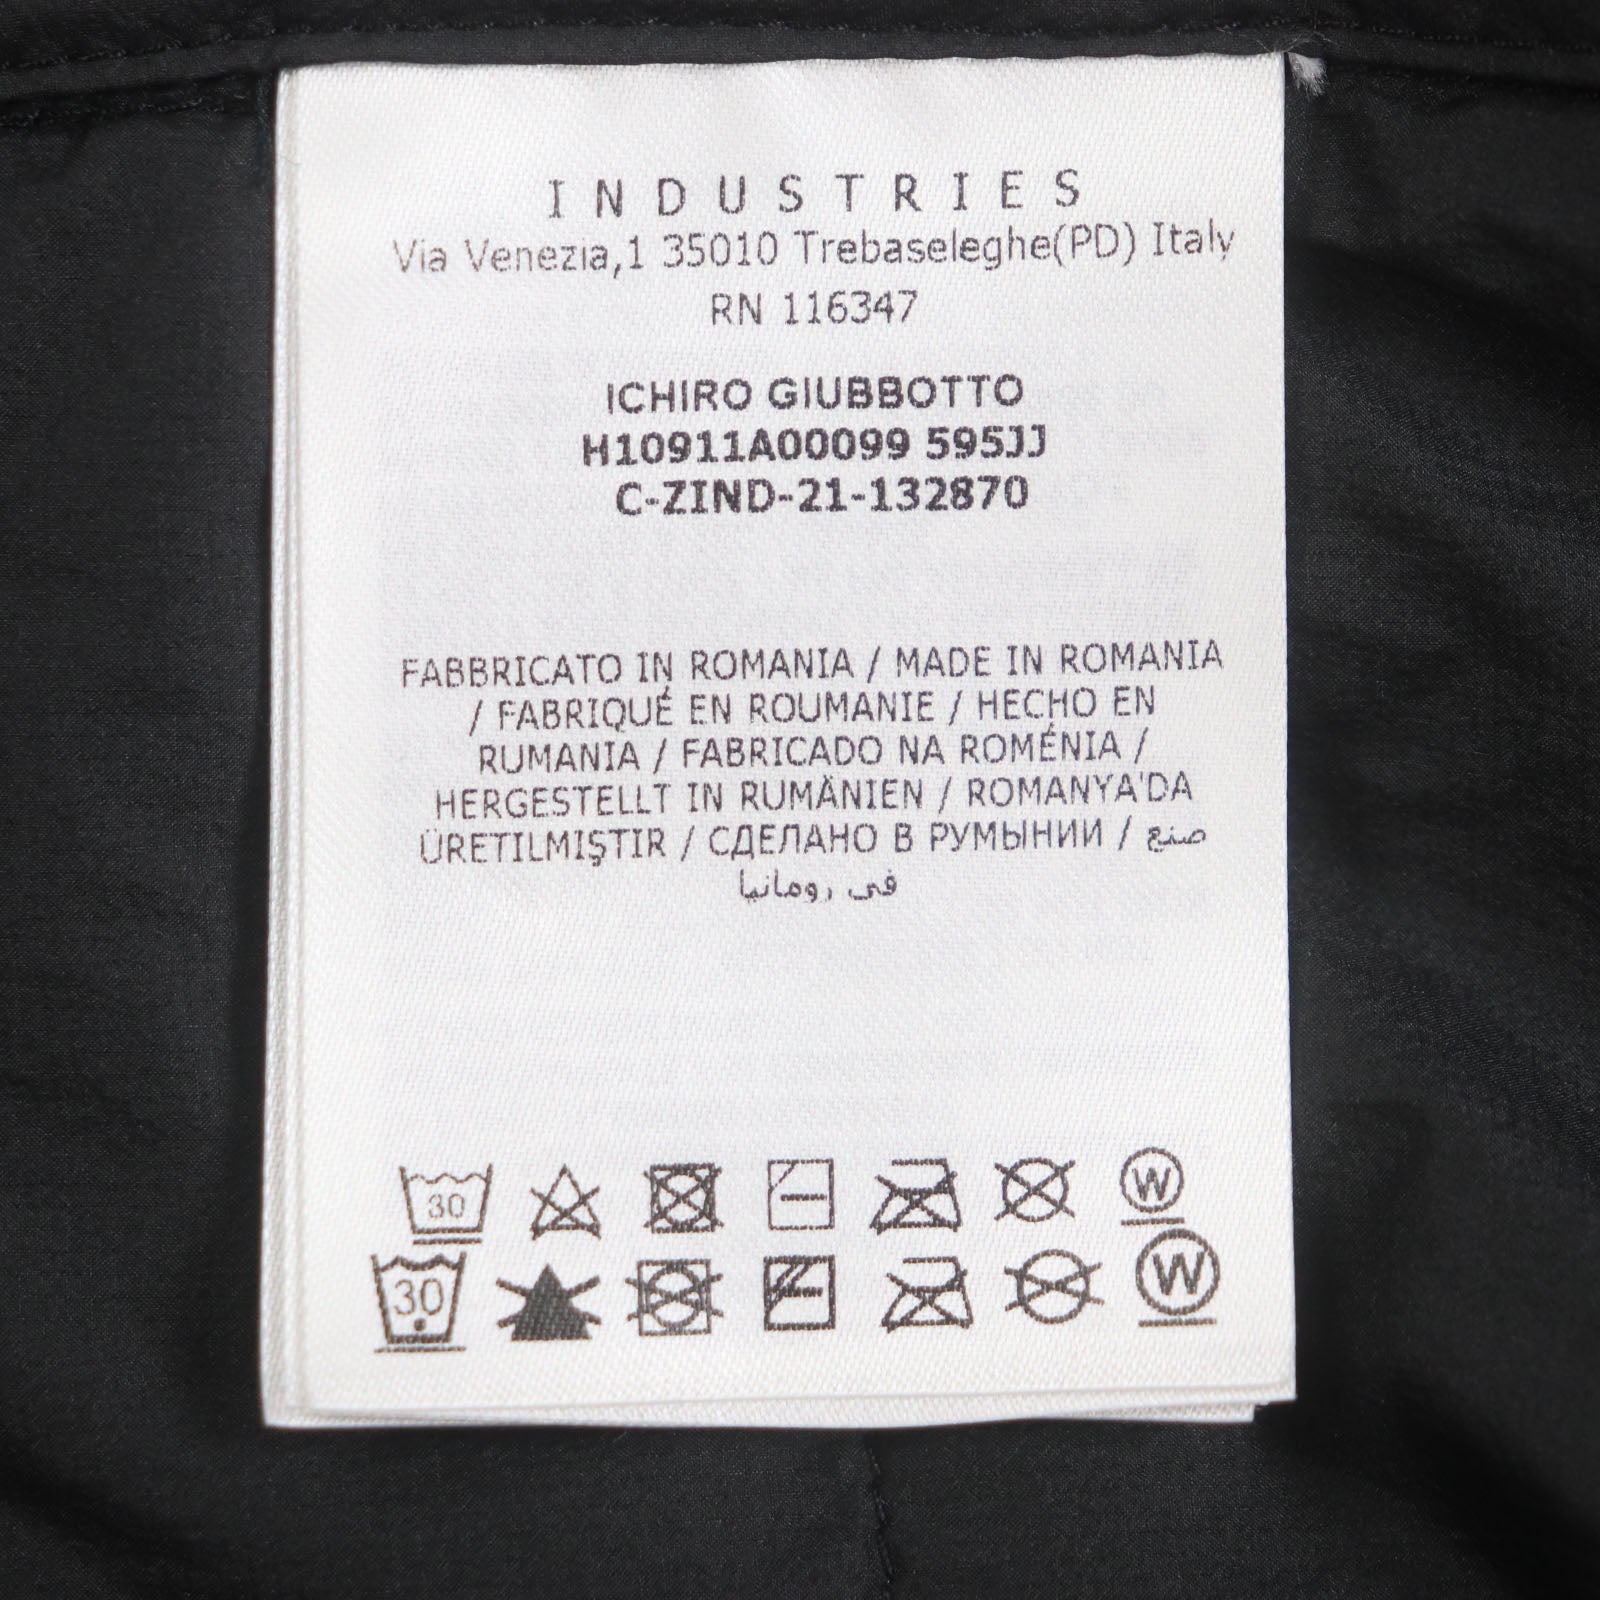 INDUSTRIES
Via Venezia,1 35010 Trebaseleghe(PD) Italy
RN 116347
ICHIRO GIUBBOTTO
H10911A00099 595JJ
C-ZIND-21-132870
FABBRICATO IN ROMANIA / MADE IN ROMANIA
/ FABRIQUÉ EN ROUMANIE / HECHO EN
RUMANIA / FABRICADO NA ROMÉNIA /
HERGESTELLT IN RUMÄNIEN / ROMANYA'DA
ÜRETILMIŞTIR / СДЕЛАНО В РУМЫНИИ / صنع
في رومانيا
30 W
30 W